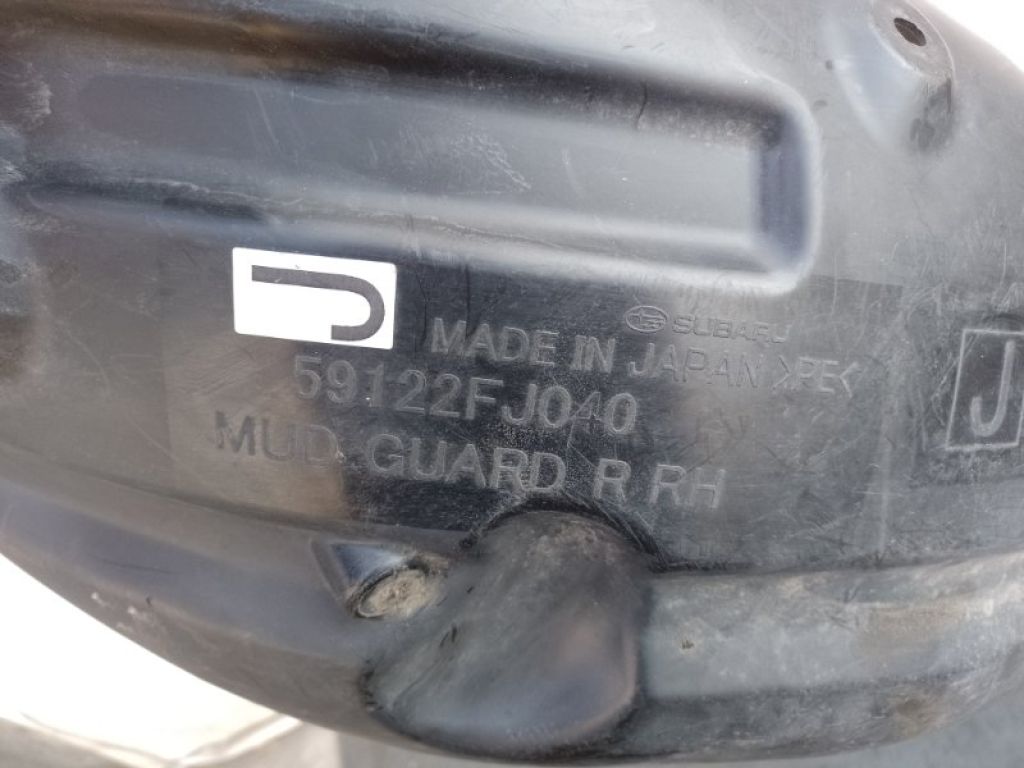 SUBARU
MADE IN JAPAN >PE<
59122FJ040
MUD GUARD R RH
J
J